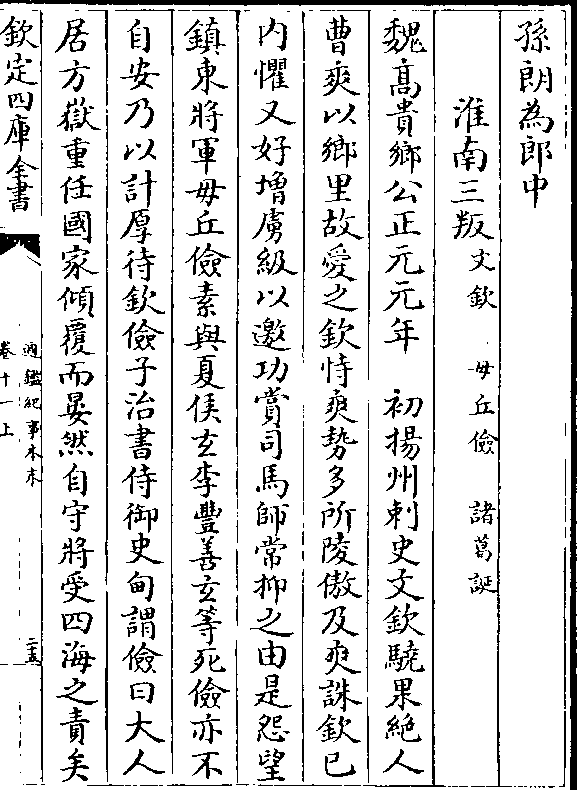 孫朗為郎中
淮南三叛 文欽 毋丘儉 諸葛誕
魏髙貴鄉公正元元年 初揚州刺史文欽驍果絶人
曹爽以鄉里故愛之欽恃爽勢多所陵傲及爽誅欽已
内懼又好增虜級以邀功賞司馬師常抑之由是怨望
鎮東將軍毋丘儉素與夏侯玄李豐善玄等死儉亦不
自安乃以計厚待欽儉子治書侍御史甸謂儉曰大人
居方嶽重任國家傾覆而晏然自守將受四海之責矣
欽定四庫全書
通鑑紀事本末
卷十一上
二五